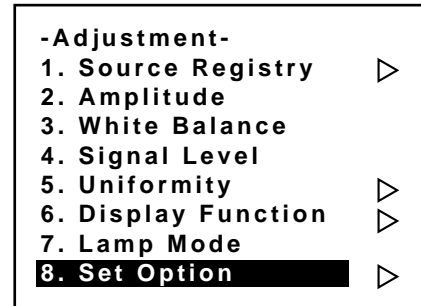 -Adjustment-
1. Source Registry ▷
2. Amplitude
3. White Balance
4. Signal Level
5. Uniformity ▷
6. Display Function ▷
7. Lamp Mode
8. Set Option ▷